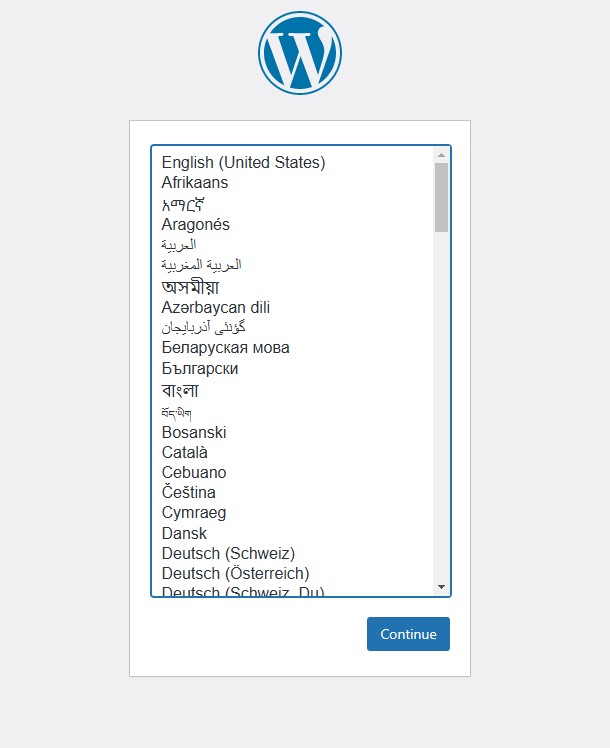 English (United States)
Afrikaans
አማርኛ
Aragonés
العربية
العربية المغربية
অসমীয়া
Azərbaycan dili
گؤنئی آذربایجان
Беларуская мова
Български
বাংলা
བོད་ཡིག
Bosanski
Català
Cebuano
Čeština
Cymraeg
Dansk
Deutsch (Schweiz)
Deutsch (Österreich)
Deutsch (Schweiz, Du)
Continue